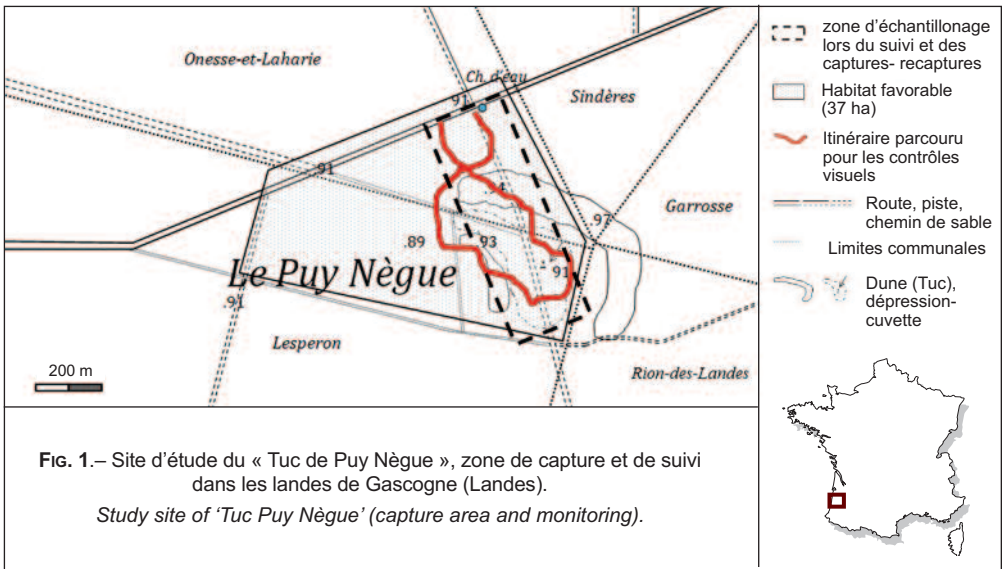 Onesse-et-Laharie
Ch. d'eau
91
Sindères
91
Garrosse
97
.89
93
91
Le Puy Nègue
.91
Lesperon
Rion-des-Landes
200 m
zone d'échantillonage
lors du suivi et des
captures- recaptures
Habitat favorable
(37 ha)
Itinéraire parcouru
pour les contrôles
visuels
Route, piste,
chemin de sable
Limites communales
Dune (Tuc),
dépression-
cuvette
FIG. 1.– Site d'étude du « Tuc de Puy Nègue », zone de capture et de suivi
dans les landes de Gascogne (Landes).
Study site of 'Tuc Puy Nègue' (capture area and monitoring).